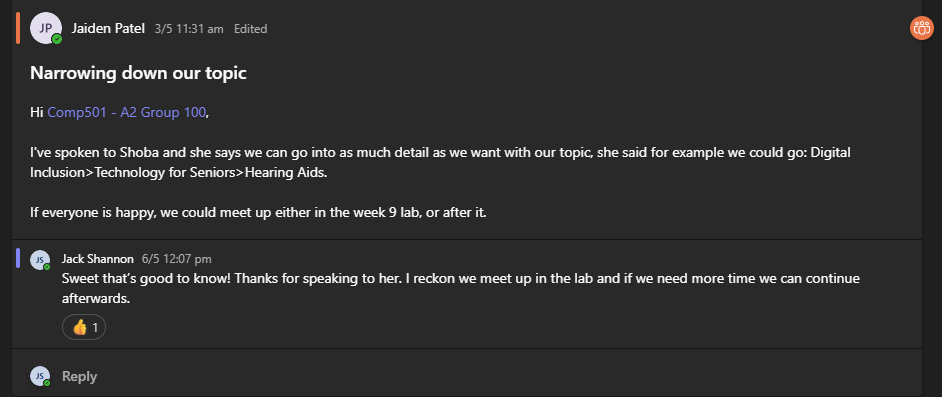 JP
Jaiden Patel 3/5 11:31 am Edited
Narrowing down our topic
Hi Comp501 - A2 Group 100,
I've spoken to Shoba and she says we can go into as much detail as we want with our topic, she said for example we could go: Digital
Inclusion>Technology for Seniors>Hearing Aids.
If everyone is happy, we could meet up either in the week 9 lab, or after it.
JS
Jack Shannon 6/5 12:07 pm
Sweet that's good to know! Thanks for speaking to her. I reckon we meet up in the lab and if we need more time we can continue
afterwards.
👍 1
JS
Reply